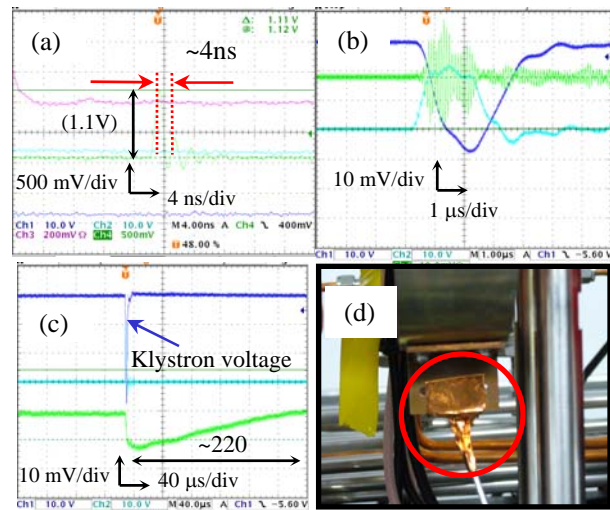 (a)
Δ: 1.11 V
@: 1.12 V
~4ns
(1.1V)
500 mV/div
4 ns/div
Ch1 10.0 V Ch2 10.0 V M 4.00ns A Ch4 400mV
Ch3 200mVΩ Ch4 500mV
48.00 %
(b)
10 mV/div
1 µs/div
Ch1 10.0 V Ch2 10.0 V M 1.00µs A Ch1 -5.60 V
(c)
Klystron voltage
~220
10 mV/div
40 µs/div
Ch1 10.0 V Ch2 10.0 V M 40.0µs A Ch1 -5.60 V
(d)